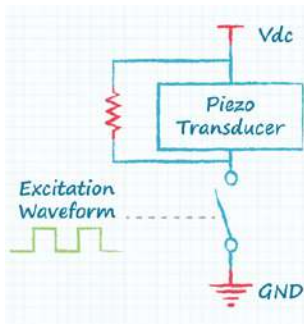 Vdc
Piezo
Transducer
Excitation
Waveform
GND